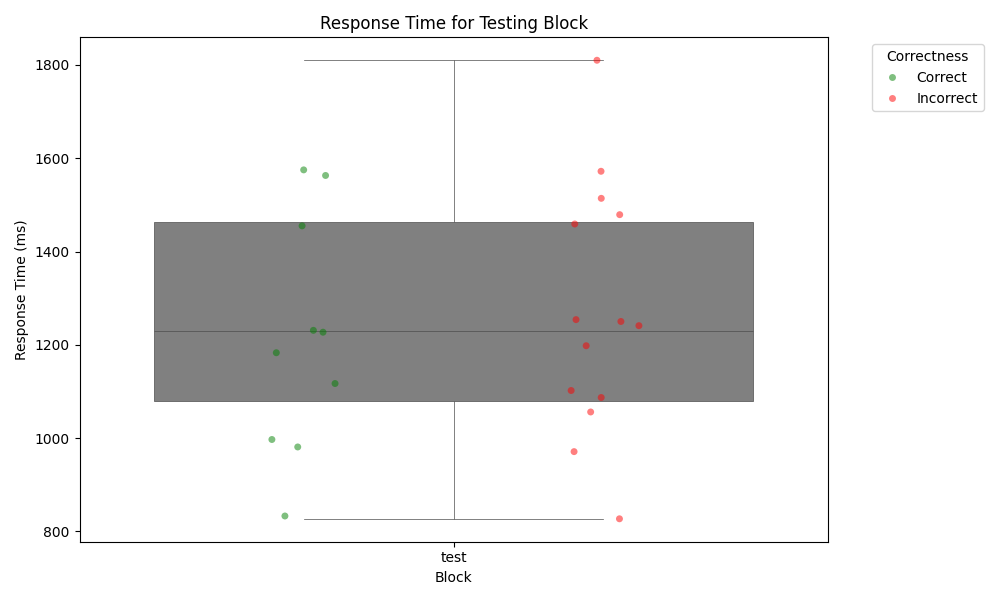 Response Time for Testing Block
Correctness
Correct
Incorrect
Response Time (ms)
1800
1600
1400
1200
1000
800
test
Block